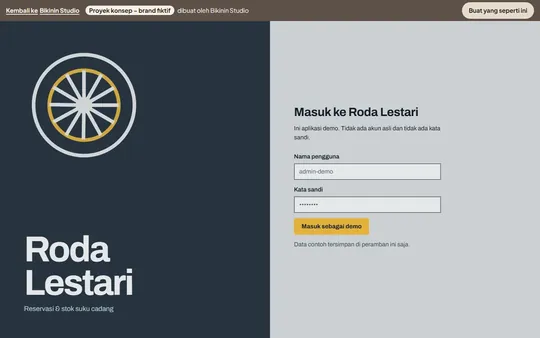 Kembali ke Bikinin Studio
Proyek konsep – brand fiktif
dibuat oleh Bikinin Studio
Buat yang seperti ini
Roda
Lestari
Reservasi & stok suku cadang
Masuk ke Roda Lestari
Ini aplikasi demo. Tidak ada akun asli dan tidak ada kata
sandi.
Nama pengguna
admin-demo
Kata sandi
••••••••
Masuk sebagai demo
Data contoh tersimpan di peramban ini saja.